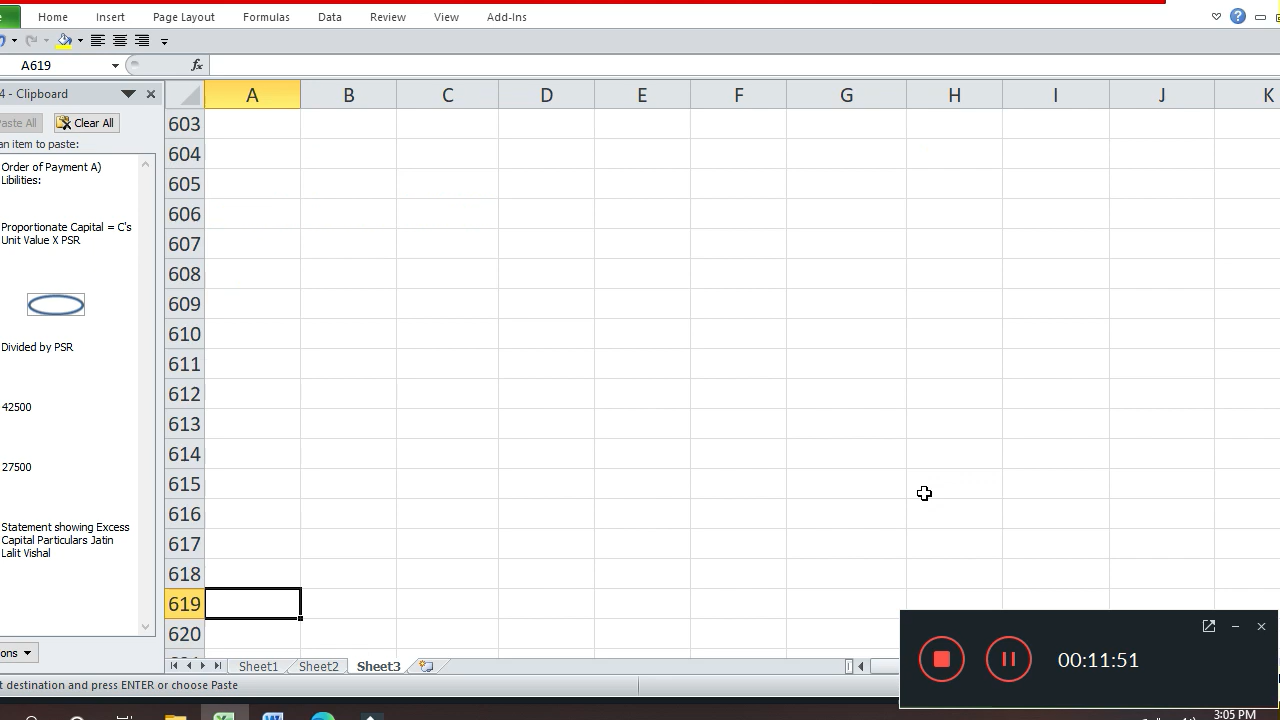 Home Insert Page Layout Formulas Data Review View Add-Ins
A619 fx
4 - Clipboard
Paste All Clear All
an item to paste:
Order of Payment A)
Libilities:
Proportionate Capital = C's
Unit Value X PSR
Divided by PSR
42500
27500
Statement showing Excess
Capital Particulars Jatin
Lalit Vishal
A B C D E F G H I J K
603
604
605
606
607
608
609
610
611
612
613
614
615
616
617
618
619
620
Sheet1 Sheet2 Sheet3
t destination and press ENTER or choose Paste
00:11:51
3:05 PM